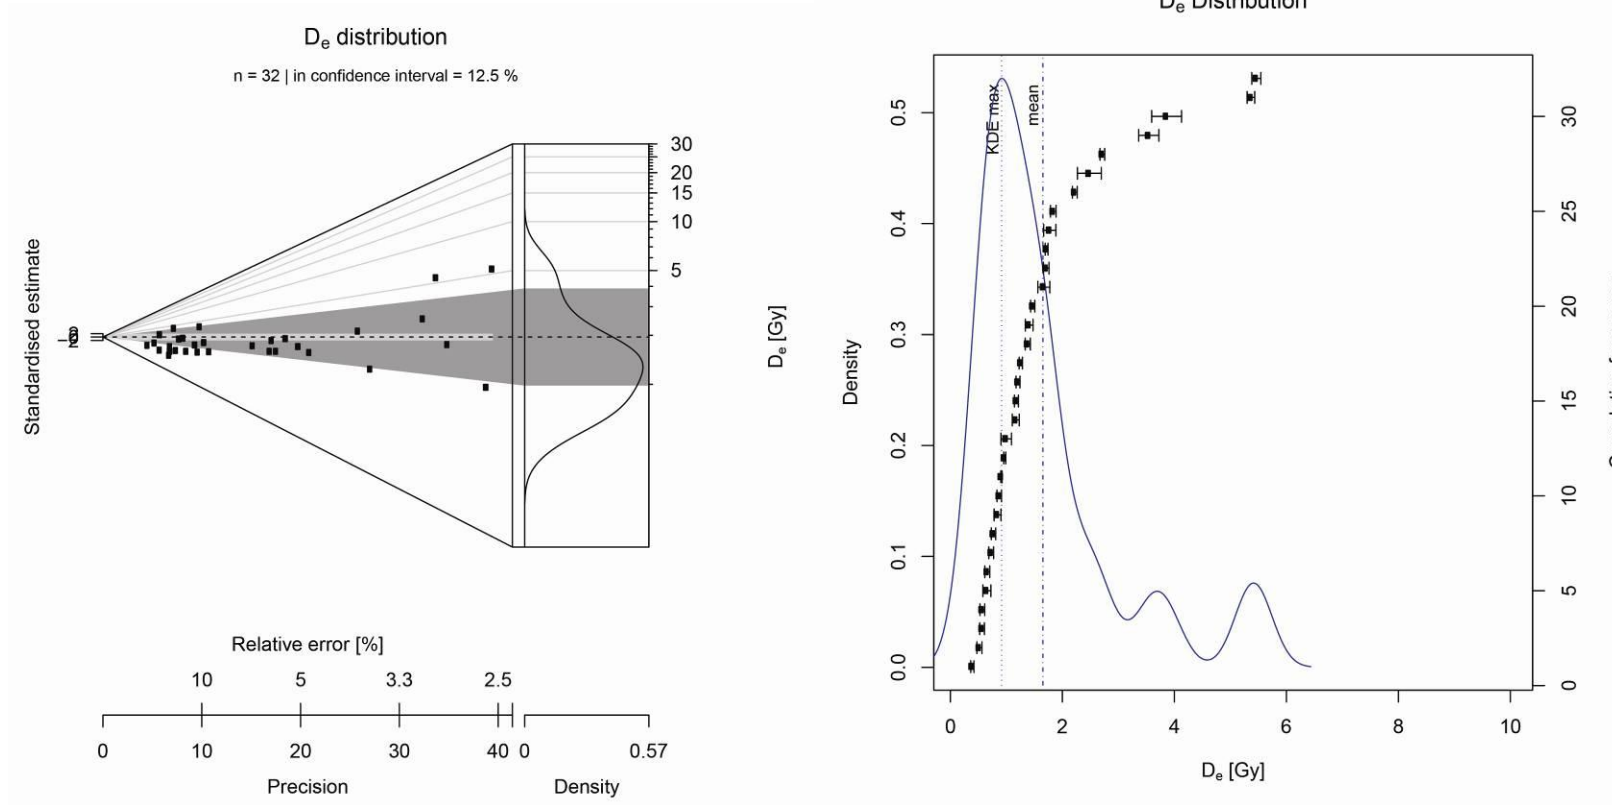 De distribution
n = 32 | in confidence interval = 12.5 %
30
20
15
10
5
Standardised estimate
2
0
−2
De [Gy]
Relative error [%]
10 5 3.3 2.5
0 10 20 30 40 0 0.57
Precision Density
De Distribution
KDE max
mean
Density
0.0 0.1 0.2 0.3 0.4 0.5
0 5 10 15 20 25 30
0 2 4 6 8 10
De [Gy]